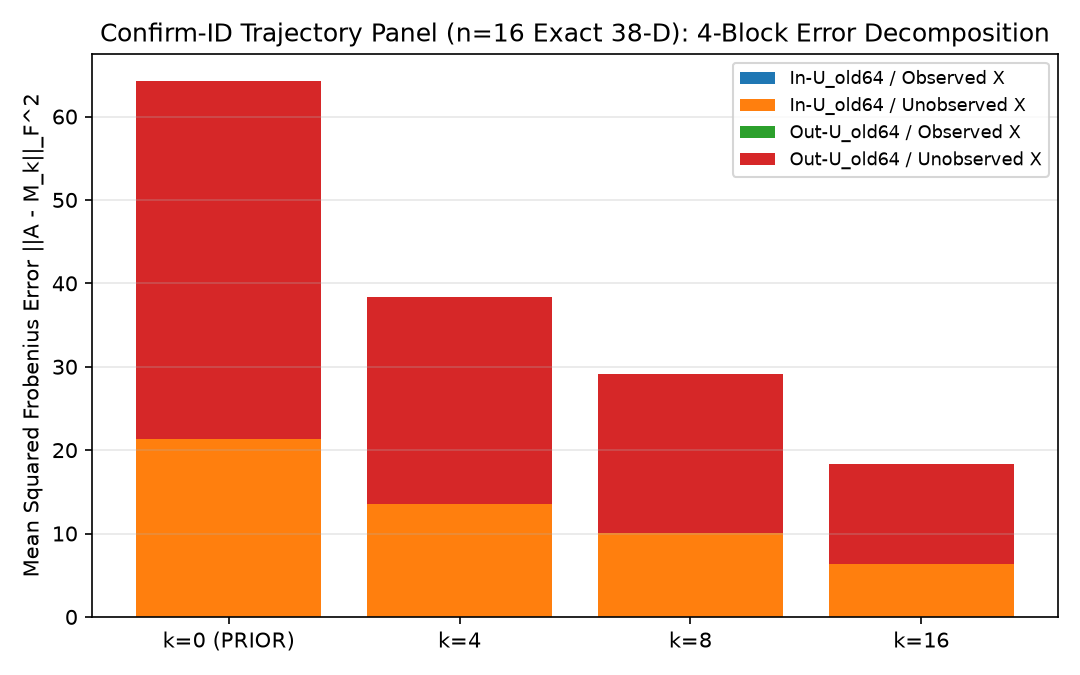 Confirm-ID Trajectory Panel (n=16 Exact 38-D): 4-Block Error Decomposition
Mean Squared Frobenius Error ||A - M_k||_F^2
60
50
40
30
20
10
0
In-U_old64 / Observed X
In-U_old64 / Unobserved X
Out-U_old64 / Observed X
Out-U_old64 / Unobserved X
k=0 (PRIOR)
k=4
k=8
k=16